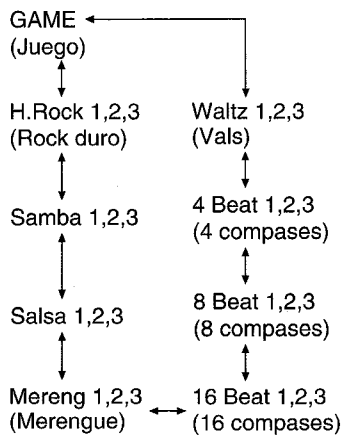 GAME
(Juego)
H.Rock 1,2,3
(Rock duro)
Samba 1,2,3
Salsa 1,2,3
Mereng 1,2,3
(Merengue)
Waltz 1,2,3
(Vals)
4 Beat 1,2,3
(4 compases)
8 Beat 1,2,3
(8 compases)
16 Beat 1,2,3
(16 compases)